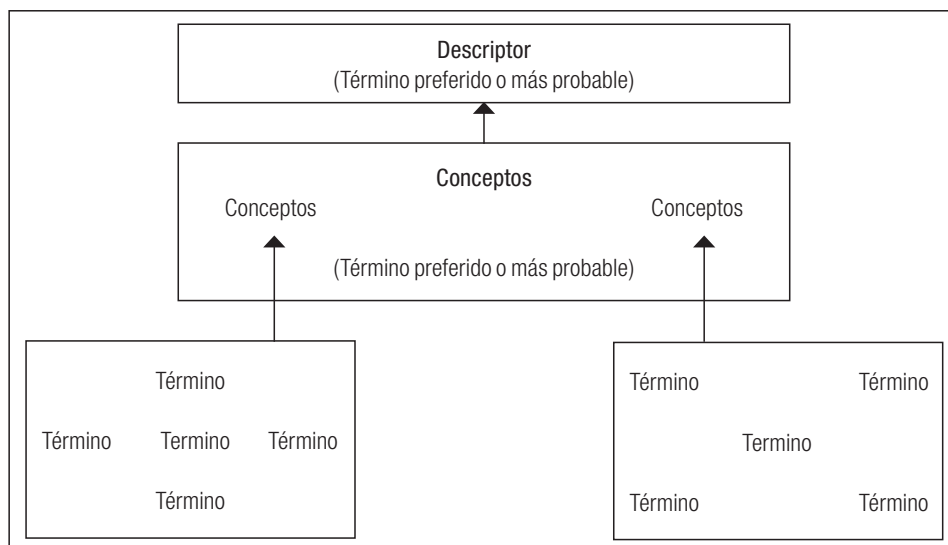 Descriptor
(Término preferido o más probable)
Conceptos
Conceptos Conceptos
(Término preferido o más probable)
Término
Término Termino Término
Término
Término Término
Termino
Término Término